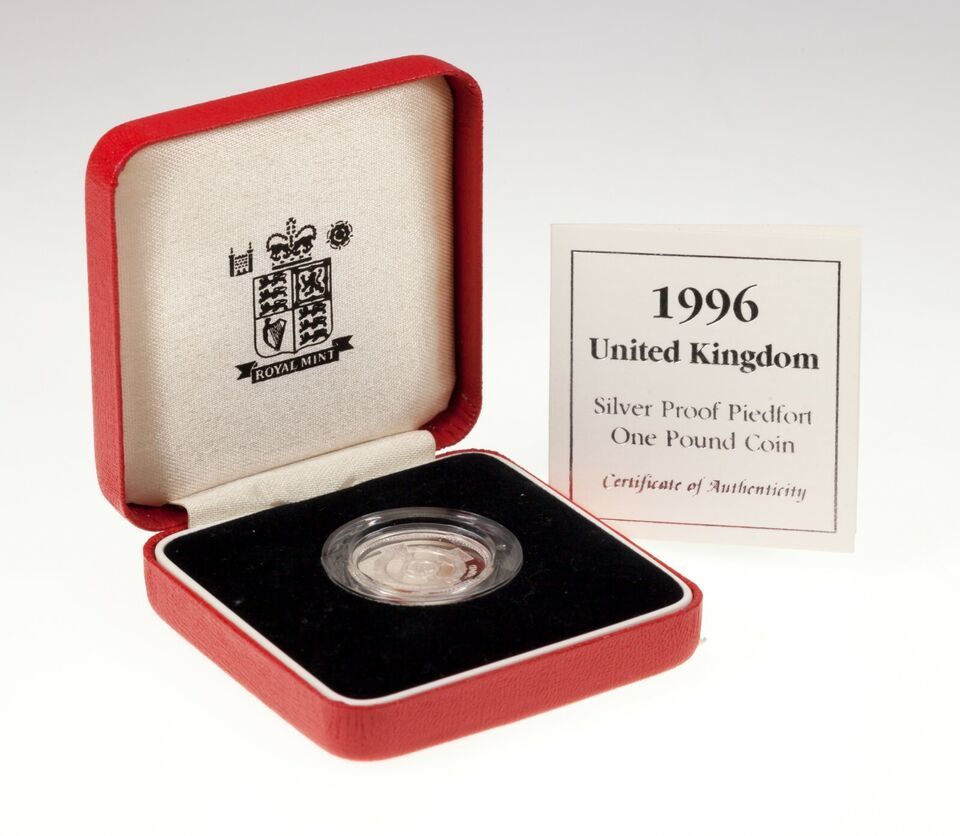 ROYAL MINT
1996
United Kingdom
Silver Proof Piedfort
One Pound Coin
Certificate of Authenticity